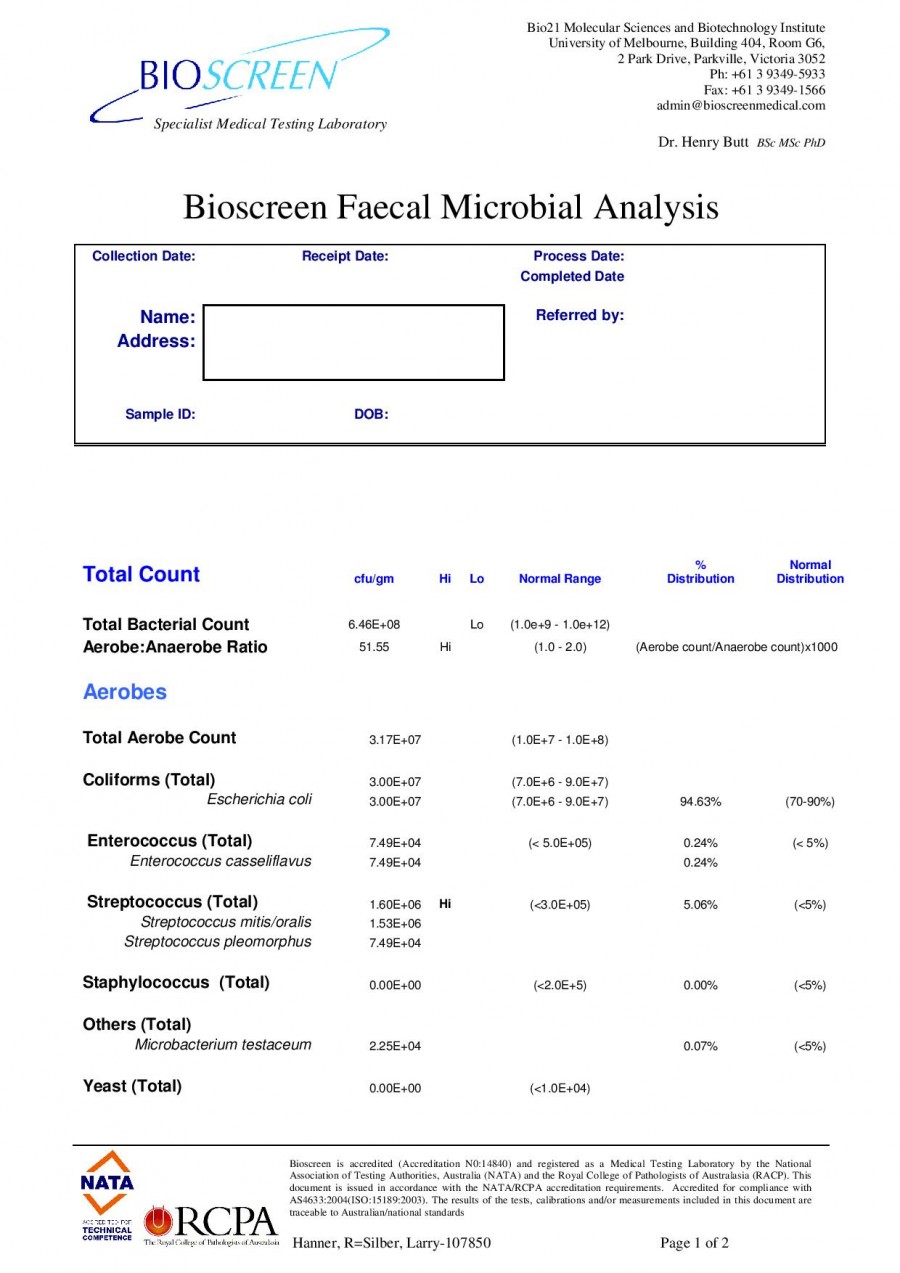 BIOSCREEN
Specialist Medical Testing Laboratory
Bio21 Molecular Sciences and Biotechnology Institute
University of Melbourne, Building 404, Room G6,
2 Park Drive, Parkville, Victoria 3052
Ph: +61 3 9349-5933
Fax: +61 3 9349-1566
admin@bioscreenmedical.com
Dr. Henry Butt BSc MSc PhD
Bioscreen Faecal Microbial Analysis
Collection Date: Receipt Date: Process Date:
Completed Date
Name: Referred by:
Address:
Sample ID: DOB:
Total Count cfu/gm Hi Lo Normal Range % Distribution Normal Distribution
Total Bacterial Count 6.46E+08 Lo (1.0e+9 - 1.0e+12)
Aerobe:Anaerobe Ratio 51.55 Hi (1.0 - 2.0) (Aerobe count/Anaerobe count)x1000
Aerobes
Total Aerobe Count 3.17E+07 (1.0E+7 - 1.0E+8)
Coliforms (Total) 3.00E+07 (7.0E+6 - 9.0E+7)
Escherichia coli 3.00E+07 (7.0E+6 - 9.0E+7) 94.63% (70-90%)
Enterococcus (Total) 7.49E+04 (< 5.0E+05) 0.24% (< 5%)
Enterococcus casseliflavus 7.49E+04 0.24%
Streptococcus (Total) 1.60E+06 Hi (<3.0E+05) 5.06% (<5%)
Streptococcus mitis/oralis 1.53E+06
Streptococcus pleomorphus 7.49E+04
Staphylococcus (Total) 0.00E+00 (<2.0E+5) 0.00% (<5%)
Others (Total)
Microbacterium testaceum 2.25E+04 0.07% (<5%)
Yeast (Total) 0.00E+00 (<1.0E+04)
NATA
ACCREDITED FOR
TECHNICAL
COMPETENCE
RCPA
The Royal College of Pathologists of Australasia
Bioscreen is accredited (Accreditation N0:14840) and registered as a Medical Testing Laboratory by the National
Association of Testing Authorities, Australia (NATA) and the Royal College of Pathologists of Australasia (RACP). This
document is issued in accordance with the NATA/RCPA accreditation requirements. Accredited for compliance with
AS4633:2004(ISO:15189:2003). The results of the tests, calibrations and/or measurements included in this document are
traceable to Australian/national standards
Hanner, R=Silber, Larry-107850 Page 1 of 2